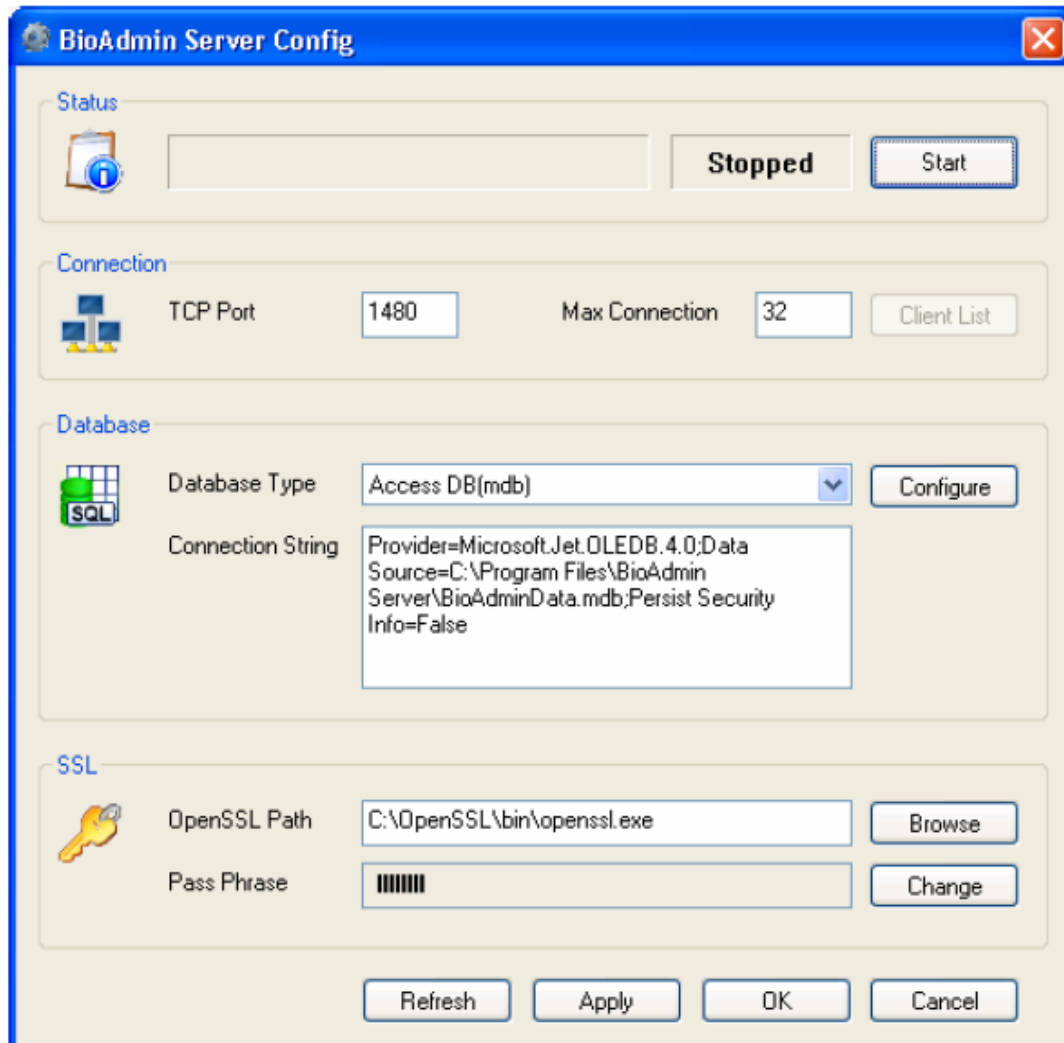 BioAdmin Server Config
Status
Stopped
Start
Connection
TCP Port
1480
Max Connection
32
Client List
Database
SQL
Database Type
Access DB(mdb)
Configure
Connection String
Provider=Microsoft.Jet.OLEDB.4.0;Data
Source=C:\Program Files\BioAdmin
Server\BioAdminData.mdb;Persist Security
Info=False
SSL
OpenSSL Path
C:\OpenSSL\bin\openssl.exe
Browse
Pass Phrase
Change
Refresh
Apply
OK
Cancel